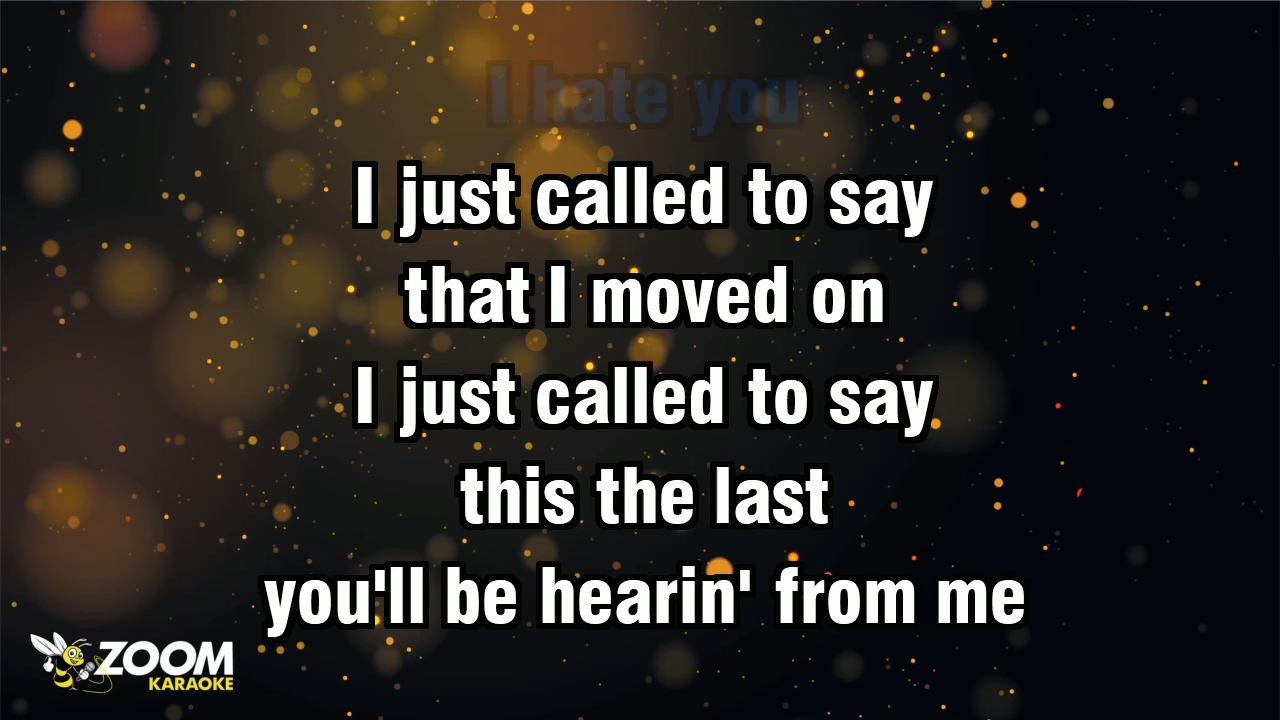 I hate you
I just called to say
that I moved on
I just called to say
this the last
you'll be hearin' from me
ZOOM
KARAOKE